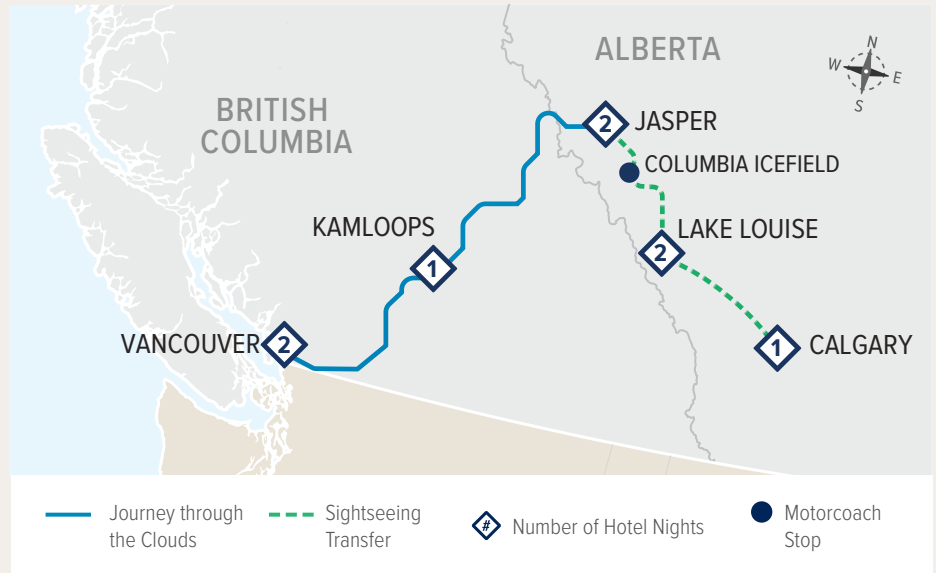 ALBERTA
N
W
E
S
BRITISH
COLUMBIA
2
JASPER
COLUMBIA ICEFIELD
KAMLOOPS
LAKE LOUISE
1
2
VANCOUVER
2
1
CALGARY
Journey through
the Clouds
Sightseeing
Transfer
#
Number of Hotel Nights
Motorcoach
Stop